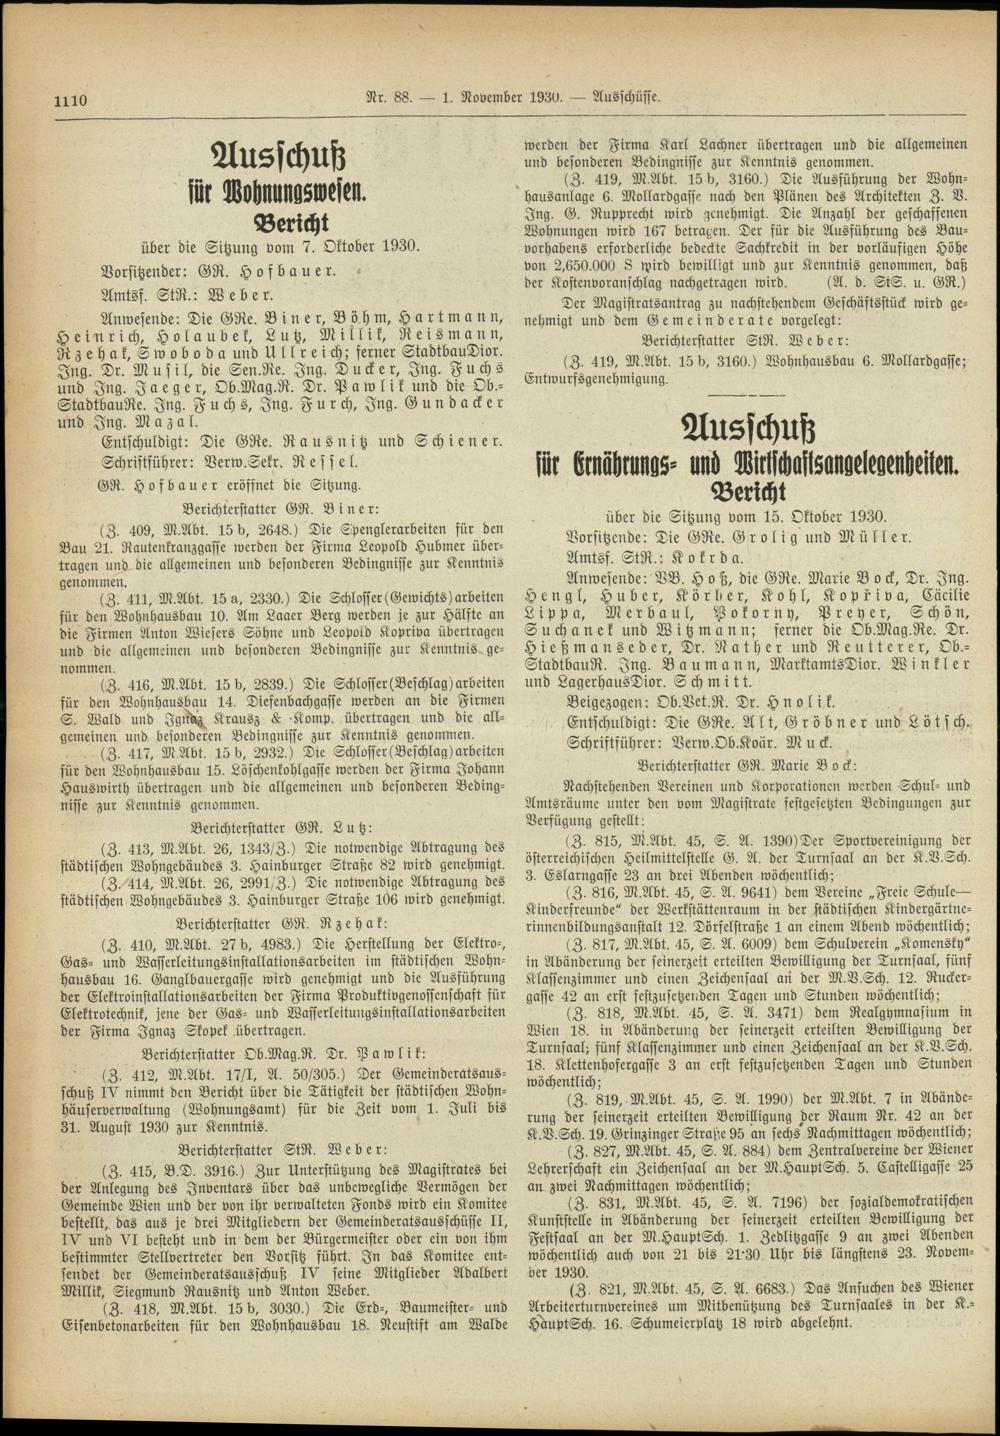 1110
Nr. 88. — 1. November 1930. — Ausschüsse.
Ausschuß
für Wohnungswesen.
Bericht
über die Sitzung vom 7. Oktober 1930.
Vorsitzender: GR. Hofbauer.
Amtsf. StR.: Weber.
Anwesende: Die GRe. Biner, Böhm, Hartmann,
Heinrich, Holaubek, Lutz, Millik, Reismann,
Rzehak, Swoboda und Ullreich; ferner StadtbauDior.
Ing. Dr. Musil, die Sen.Re. Ing. Ducker, Ing. Fuchs
und Ing. Jaeger, Ob.Mag.R. Dr. Pawlik und die Ob.-
StadtbauRe. Ing. Fuchs, Ing. Furch, Ing. Gundacker
und Ing. Mazal.
Entschuldigt: Die GRe. Rausnitz und Schiener.
Schriftführer: Verw.Sekr. Ressel.
GR. Hofbauer eröffnet die Sitzung.
Berichterstatter GR. Biner:
(Z. 409, M.Abt. 15 b, 2648.) Die Spenglerarbeiten für den
Bau 21. Rautenkranzgasse werden der Firma Leopold Hubmer über-
tragen und die allgemeinen und besonderen Bedingnisse zur Kenntnis
genommen.
(Z. 411, M.Abt. 15 a, 2330.) Die Schlosser(Gewichts)arbeiten
für den Wohnhausbau 10. Am Laaer Berg werden je zur Hälfte an
die Firmen Anton Wiesers Söhne und Leopold Kopriva übertragen
und die allgemeinen und besonderen Bedingnisse zur Kenntnis ge-
nommen.
(Z. 416, M.Abt. 15 b, 2839.) Die Schlosser(Beschlag)arbeiten
für den Wohnhausbau 14. Diefenbachgasse werden an die Firmen
S. Wald und Ignaz Krausz & Komp. übertragen und die all-
gemeinen und besonderen Bedingnisse zur Kenntnis genommen.
(Z. 417, M.Abt. 15 b, 2932.) Die Schlosser(Beschlag)arbeiten
für den Wohnhausbau 15. Löschenkohlgasse werden der Firma Johann
Hauswirth übertragen und die allgemeinen und besonderen Beding-
nisse zur Kenntnis genommen.
Berichterstatter GR. Lutz:
(Z. 413, M.Abt. 26, 1343/Z.) Die notwendige Abtragung des
städtischen Wohngebäudes 3. Hainburger Straße 82 wird genehmigt.
(Z. 414, M.Abt. 26, 2991/Z.) Die notwendige Abtragung des
städtischen Wohngebäudes 3. Hainburger Straße 106 wird genehmigt.
Berichterstatter GR. Rzehak:
(Z. 410, M.Abt. 27 b, 4983.) Die Herstellung der Elektro-,
Gas- und Wasserleitungsinstallationsarbeiten im städtischen Wohn-
hausbau 16. Ganglbauergasse wird genehmigt und die Ausführung
der Elektroinstallationsarbeiten der Firma Produktivgenossenschaft für
Elektrotechnik, jene der Gas- und Wasserleitungsinstallationsarbeiten
der Firma Ignaz Skopek übertragen.
Berichterstatter Ob.Mag.R. Dr. Pawlik:
(Z. 412, M.Abt. 17/I, A. 50/305.) Der Gemeinderatsaus-
schuß IV nimmt den Bericht über die Tätigkeit der städtischen Wohn-
häuserverwaltung (Wohnungsamt) für die Zeit vom 1. Juli bis
31. August 1930 zur Kenntnis.
Berichterstatter StR. Weber:
(Z. 415, B.D. 3916.) Zur Unterstützung des Magistrates bei
der Anlegung des Inventars über das unbewegliche Vermögen der
Gemeinde Wien und der von ihr verwalteten Fonds wird ein Komitee
bestellt, das aus je drei Mitgliedern der Gemeinderatsausschüsse II,
IV und VI besteht und in dem der Bürgermeister oder ein von ihm
bestimmter Stellvertreter den Vorsitz führt. In das Komitee ent-
sendet der Gemeinderatsausschuß IV seine Mitglieder Adalbert
Millik, Siegmund Rausnitz und Anton Weber.
(Z. 418, M.Abt. 15 b, 3030.) Die Erd-, Baumeister- und
Eisenbetonarbeiten für den Wohnhausbau 18. Neustift am Walde
werden der Firma Karl Lachner übertragen und die allgemeinen
und besonderen Bedingnisse zur Kenntnis genommen.
(Z. 419, M.Abt. 15 b, 3160.) Die Ausführung der Wohn-
hausanlage 6. Mollardgasse nach den Plänen des Architekten Z. V.
Ing. G. Rupprecht wird genehmigt. Die Anzahl der geschaffenen
Wohnungen wird 167 betragen. Der für die Ausführung des Bau-
vorhabens erforderliche bedeckte Sachkredit in der vorläufigen Höhe
von 2,650.000 S wird bewilligt und zur Kenntnis genommen, daß
der Kostenvoranschlag nachgetragen wird. (A. d. StS. u. GR.)
Der Magistratsantrag zu nachstehendem Geschäftsstück wird ge-
nehmigt und dem Gemeinderate vorgelegt:
Berichterstatter StR. Weber:
(Z. 419, M.Abt. 15 b, 3160.) Wohnhausbau 6. Mollardgasse;
Entwurfsgenehmigung.
Ausschuß
für Ernährungs- und Wirtschaftsangelegenheiten.
Bericht
über die Sitzung vom 15. Oktober 1930.
Vorsitzende: Die GRe. Grolig und Müller.
Amtsf. StR.: Kokrda.
Anwesende: VB. Hoß, die GRe. Marie Bock, Dr. Ing.
Hengl, Huber, Körber, Kohl, Kopřiva, Cäcilie
Lippa, Merbaul, Pokorny, Preyer, Schön,
Suchanek und Witzmann; ferner die Ob.Mag.Re. Dr.
Hießmanseder, Dr. Nather und Reutterer, Ob.-
StadtbauR. Ing. Baumann, MarktamtsDior. Winkler
und LagerhausDior. Schmitt.
Beigezogen: Ob.Vet.R. Dr. Hnolik.
Entschuldigt: Die GRe. Alt, Gröbner und Lötsch.
Schriftführer: Verw.Ob.Koär. Muck.
Berichterstatter GR. Marie Bock:
Nachstehenden Vereinen und Korporationen werden Schul- und
Amtsräume unter den vom Magistrate festgesetzten Bedingungen zur
Verfügung gestellt:
(Z. 815, M.Abt. 45, S. A. 1390) Der Sportvereinigung der
österreichischen Heilmittelstelle G. A. der Turnsaal an der K.V.Sch.
3. Eslarngasse 23 an drei Abenden wöchentlich;
(Z. 816, M.Abt. 45, S. A. 9641) dem Vereine „Freie Schule—
Kinderfreunde“ der Werkstättenraum in der städtischen Kindergärtne-
rinnenbildungsanstalt 12. Dörfelstraße 1 an einem Abend wöchentlich;
(Z. 817, M.Abt. 45, S. A. 6009) dem Schulverein „Komensky“
in Abänderung der seinerzeit erteilten Bewilligung der Turnsaal, fünf
Klassenzimmer und einen Zeichensaal an der M.B.Sch. 12. Rucker-
gasse 42 an erst festzusetzenden Tagen und Stunden wöchentlich;
(Z. 818, M.Abt. 45, S. A. 3471) dem Realgymnasium in
Wien 18. in Abänderung der seinerzeit erteilten Bewilligung der
Turnsaal; fünf Klassenzimmer und einen Zeichensaal an der K.V.Sch.
18. Klettenhofergasse 3 an erst festzusetzenden Tagen und Stunden
wöchentlich;
(Z. 819, M.Abt. 45, S. A. 1990) der M.Abt. 7 in Abände-
rung der seinerzeit erteilten Bewilligung der Raum Nr. 42 an der
K.V.Sch. 19. Grinzinger Straße 95 an sechs Nachmittagen wöchentlich;
(Z. 827, M.Abt. 45, S. A. 884) dem Zentralvereine der Wiener
Lehrerschaft ein Zeichensaal an der M.HauptSch. 5. Castelligasse 25
an zwei Nachmittagen wöchentlich;
(Z. 831, M.Abt. 45, S. A. 7196) der sozialdemokratischen
Kunststelle in Abänderung der seinerzeit erteilten Bewilligung der
Festsaal an der M.HauptSch. 1. Zedlitzgasse 9 an zwei Abenden
wöchentlich auch von 21 bis 21·30 Uhr bis längstens 23. Novem-
ber 1930.
(Z. 821, M.Abt. 45, S. A. 6683.) Das Ansuchen des Wiener
Arbeiterturnvereines um Mitbenützung des Turnsaales in der K.-
HauptSch. 16. Schumeierplatz 18 wird abgelehnt.